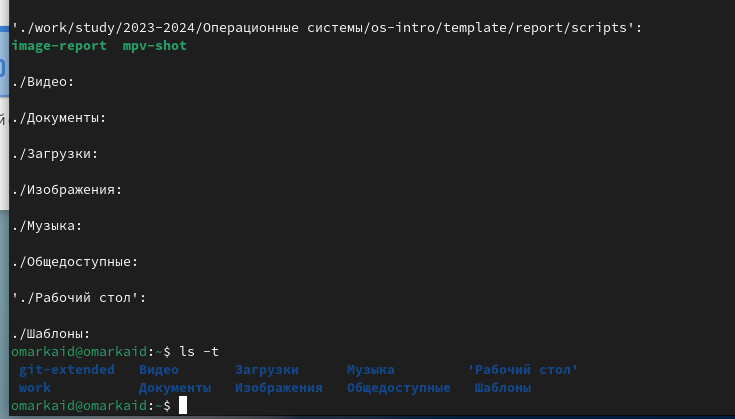 './work/study/2023-2024/Операционные системы/os-intro/template/report/scripts':
image-report  mpv-shot
./Видео:
./Документы:
й
./Загрузки:
./Изображения:
./Музыка:
./Общедоступные:
'./Рабочий стол':
./Шаблоны:
omarkaid@omarkaid:~$ ls -t
git-extended   Видео       Загрузки      Музыка         'Рабочий стол'
work           Документы   Изображения   Общедоступные   Шаблоны
omarkaid@omarkaid:~$